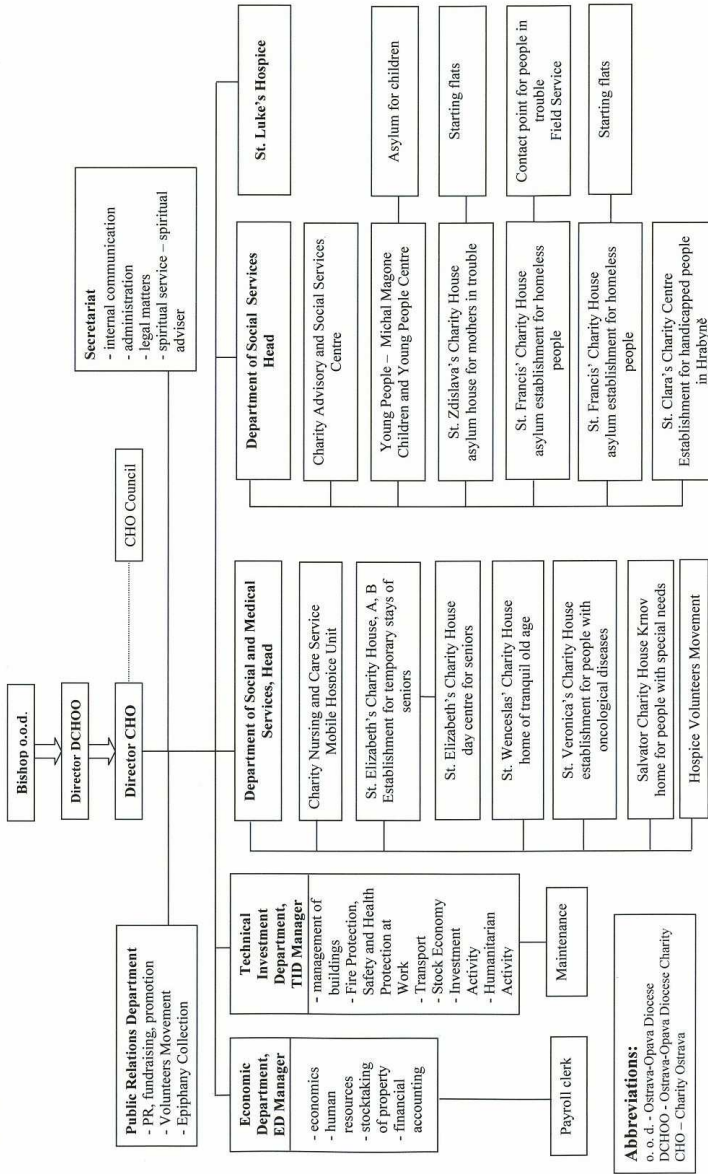 Bishop o.o.d.
Director DCHOO
Director CHO
CHO Council
Public Relations Department
- PR, fundraising, promotion
- Volunteers Movement
- Epiphany Collection
Secretariat
- internal communication
- administration
- legal matters
- spiritual service – spiritual
adviser
Economic
Department,
ED Manager
- economics
- human
resources
- stocktaking
of property
- financial
accounting
Payroll clerk
Technical
Investment
Department,
TID Manager
- management of
buildings
- Fire Protection,
Safety and Health
Protection at
Work
- Transport
- Stock Economy
- Investment
Activity
- Humanitarian
Activity
Maintenance
Department of Social and Medical
Services, Head
Charity Nursing and Care Service
Mobile Hospice Unit
St. Elizabeth's Charity House, A, B
Establishment for temporary stays of
seniors
St. Elizabeth's Charity House
day centre for seniors
St. Wenceslas' Charity House
home of tranquil old age
St. Veronica's Charity House
establishment for people with
oncological diseases
Salvator Charity House Krnov
home for people with special needs
Hospice Volunteers Movement
Department of Social Services
Head
Charity Advisory and Social Services
Centre
Young People – Michal Magone
Children and Young People Centre
St. Zdislava's Charity House
asylum house for mothers in trouble
St. Francis' Charity House
asylum establishment for homeless
people
St. Francis' Charity House
asylum establishment for homeless
people
St. Clara's Charity Centre
Establishment for handicapped people
in Hrabyně
St. Luke's Hospice
Asylum for children
Starting flats
Contact point for people in
trouble
Field Service
Starting flats
Abbreviations:
o. o. d. - Ostrava-Opava Diocese
DCHOO - Ostrava-Opava Diocese Charity
CHO – Charity Ostrava